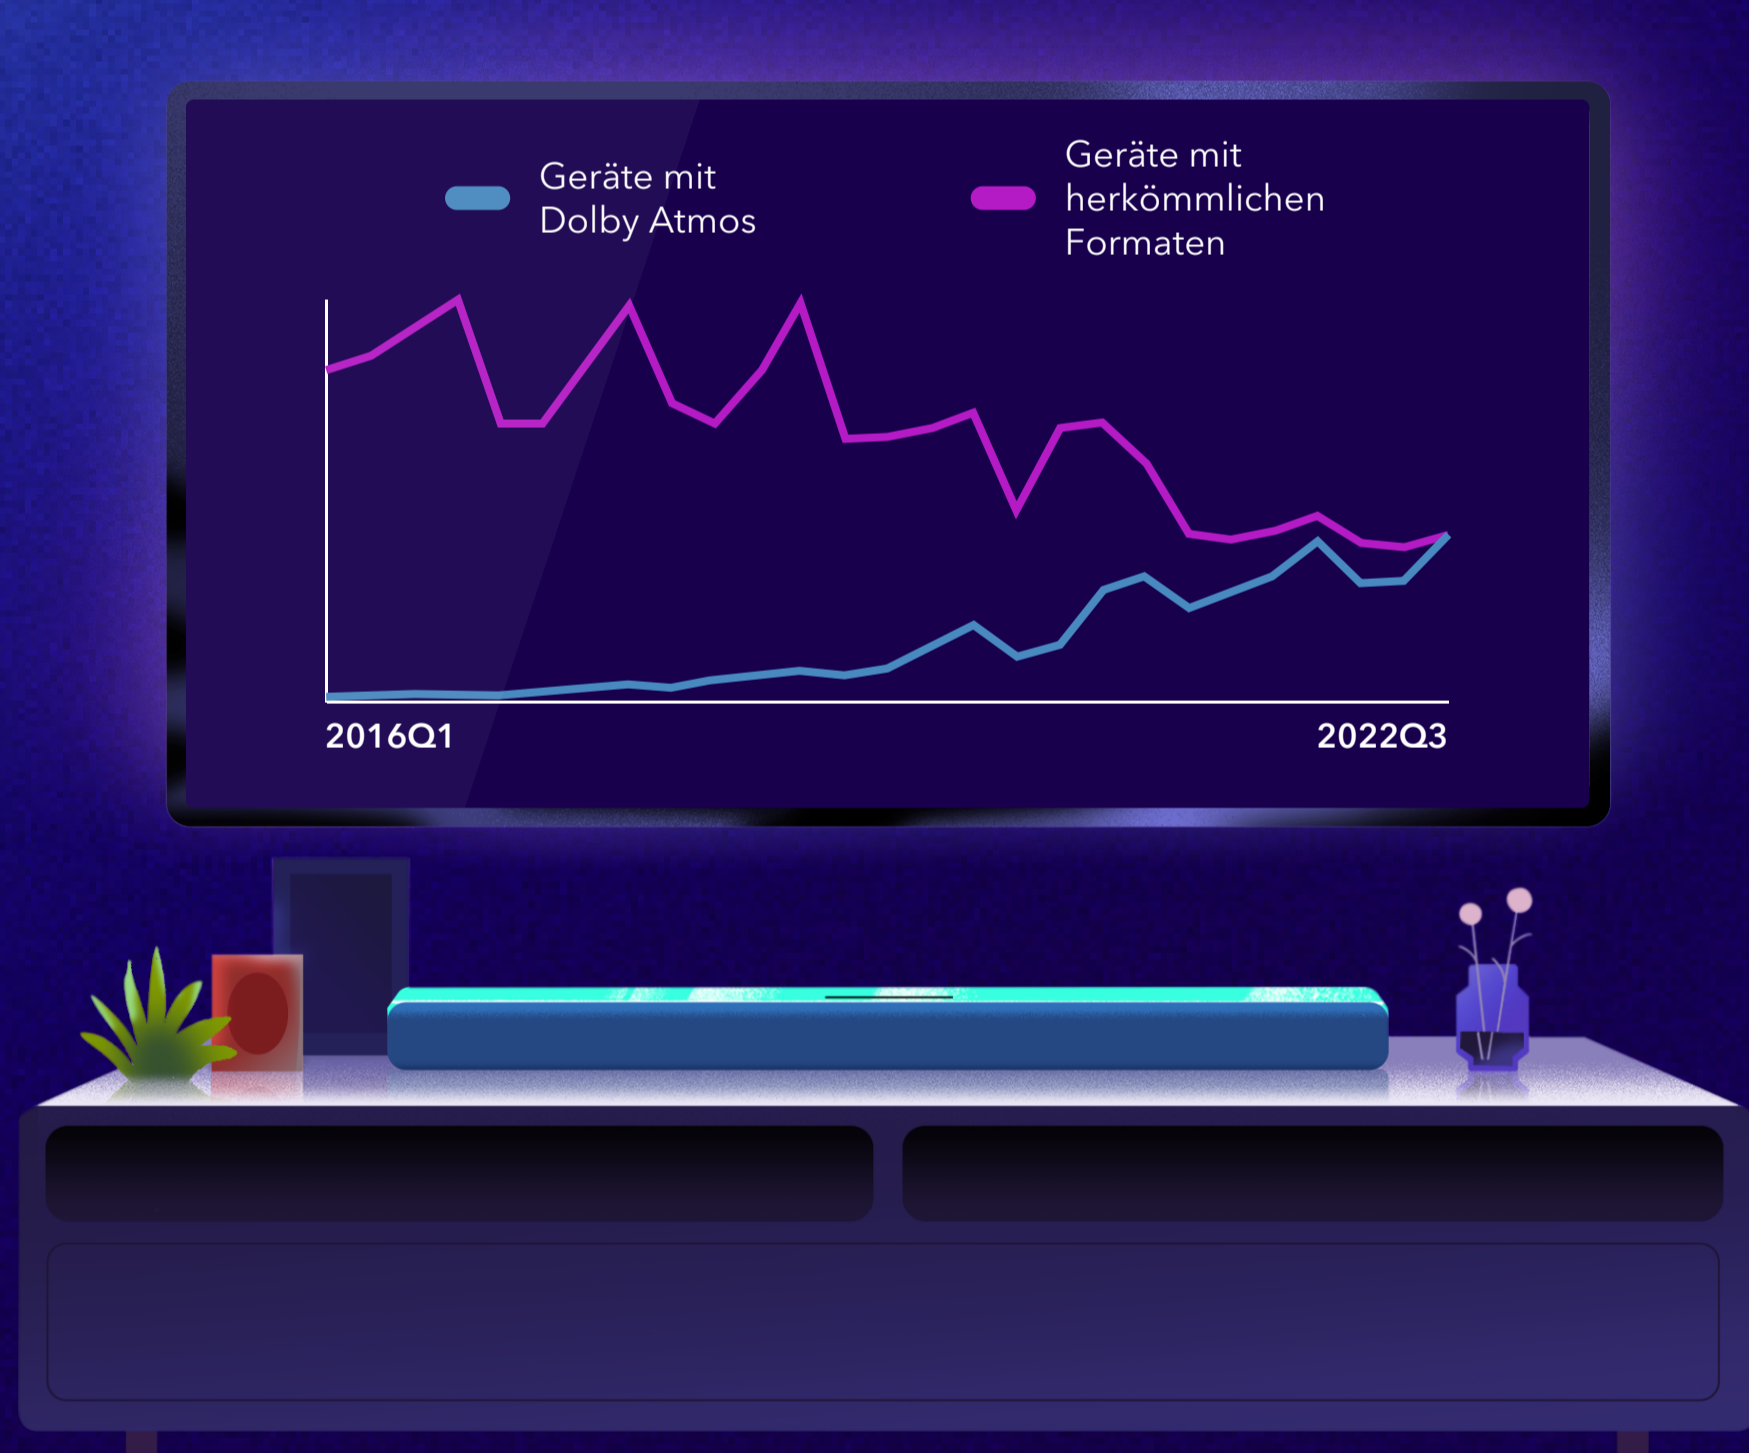 Geräte mit
Dolby Atmos
Geräte mit
herkömmlichen
Formaten
2016Q1
2022Q3